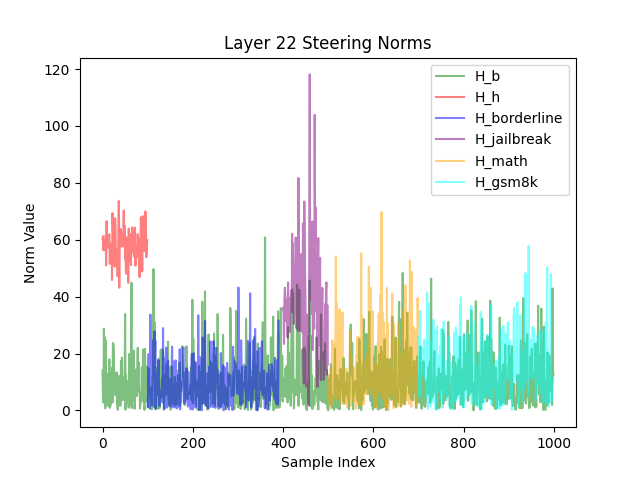 Layer 22 Steering Norms
120
100
80
60
40
20
0
Norm Value
H_b
H_h
H_borderline
H_jailbreak
H_math
H_gsm8k
0
200
400
600
800
1000
Sample Index